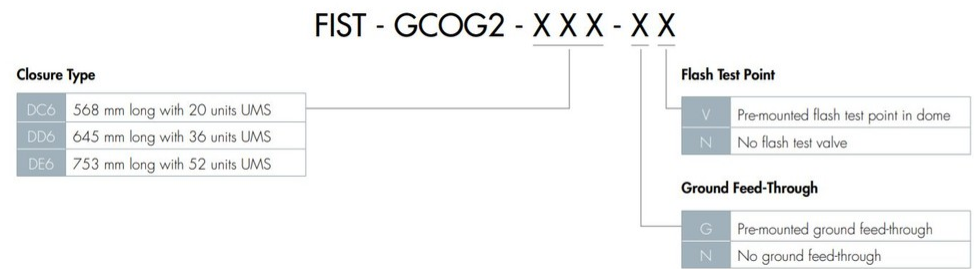 FIST - GCOG2 - X X X - X X
Closure Type
DC6 568 mm long with 20 units UMS
DD6 645 mm long with 36 units UMS
DE6 753 mm long with 52 units UMS
Flash Test Point
V Pre-mounted flash test point in dome
N No flash test valve
Ground Feed-Through
G Pre-mounted ground feed-through
N No ground feed-through